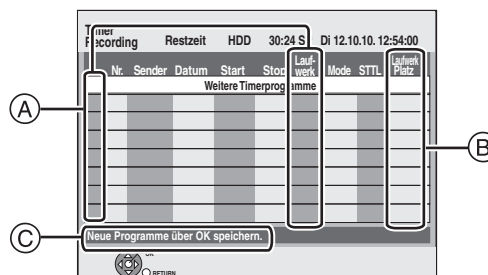 Timer
Recording Restzeit HDD 30:24 S Di 12.10.10. 12:54:00
Nr. Sender Datum Start Stop Lauf-werk Mode STTL Laufwerk Platz
Weitere Timerprogramme
A
B
C
Neue Programme über OK speichern.
OK
RETURN